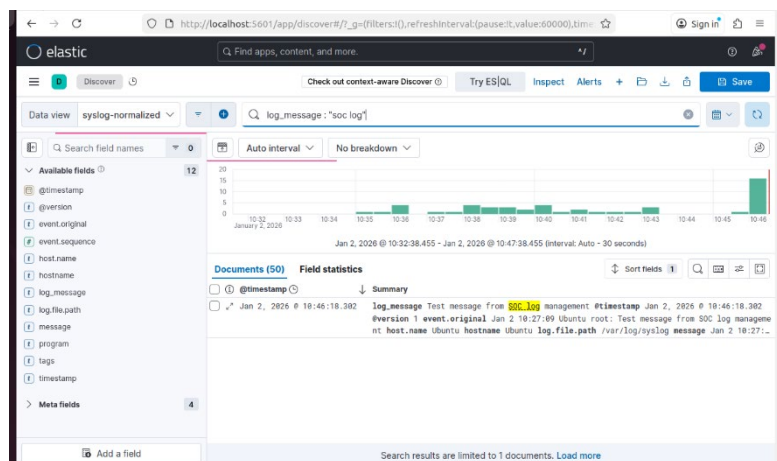 http://localhost:5601/app/discover#/?_g=(filters:!(),refreshInterval:(pause:!t,value:60000),time
Sign in
elastic
Find apps, content, and more.
^/
D
Discover
Check out context-aware Discover
Try ES|QL
Inspect
Alerts
Save
Data view
syslog-normalized
log_message : "soc log"
Search field names
0
Auto interval
No breakdown
Available fields
12
@timestamp
@version
event.original
event.sequence
host.name
hostname
log_message
log.file.path
message
program
tags
timestamp
Meta fields
4
Add a field
20
15
10
5
0
10:32 10:33 10:34 10:35 10:36 10:37 10:38 10:39 10:40 10:41 10:42 10:43 10:44 10:45 10:46
January 2, 2026
Jan 2, 2026 @ 10:32:38.455 - Jan 2, 2026 @ 10:47:38.455 (interval: Auto - 30 seconds)
Documents (50)
Field statistics
Sort fields 1
@timestamp
Summary
Jan 2, 2026 @ 10:46:18.302
log_message Test message from SOC log management @timestamp Jan 2, 2026 @ 10:46:18.302
@version 1 event.original Jan 2 10:27:09 Ubuntu root: Test message from SOC log manageme
nt host.name Ubuntu hostname Ubuntu log.file.path /var/log/syslog message Jan 2 10:27:…
Search results are limited to 1 documents. Load more